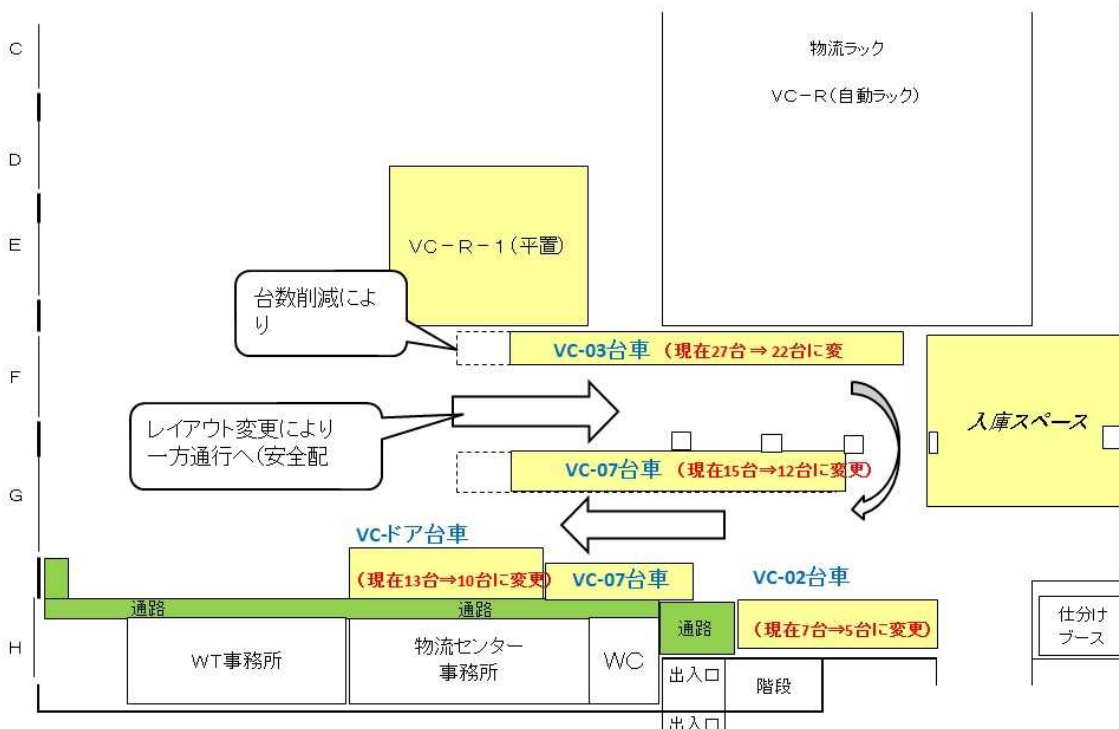 C
物流ラック
VC－R(自動ラック)
D
E
VC－R－1(平置)
台数削減によ
り
VC-03台車 (現在27台⇒22台に変
F
レイアウト変更により
一方通行へ(安全配
入庫スペース
VC-07台車 (現在15台⇒12台に変更)
G
VC-ドア台車
(現在13台⇒10台に変更)
VC-07台車
VC-02台車
(現在7台⇒5台に変更)
通路
通路
通路
仕分け
ブース
H
WT事務所
物流センター
事務所
WC
出入口
階段
出入口